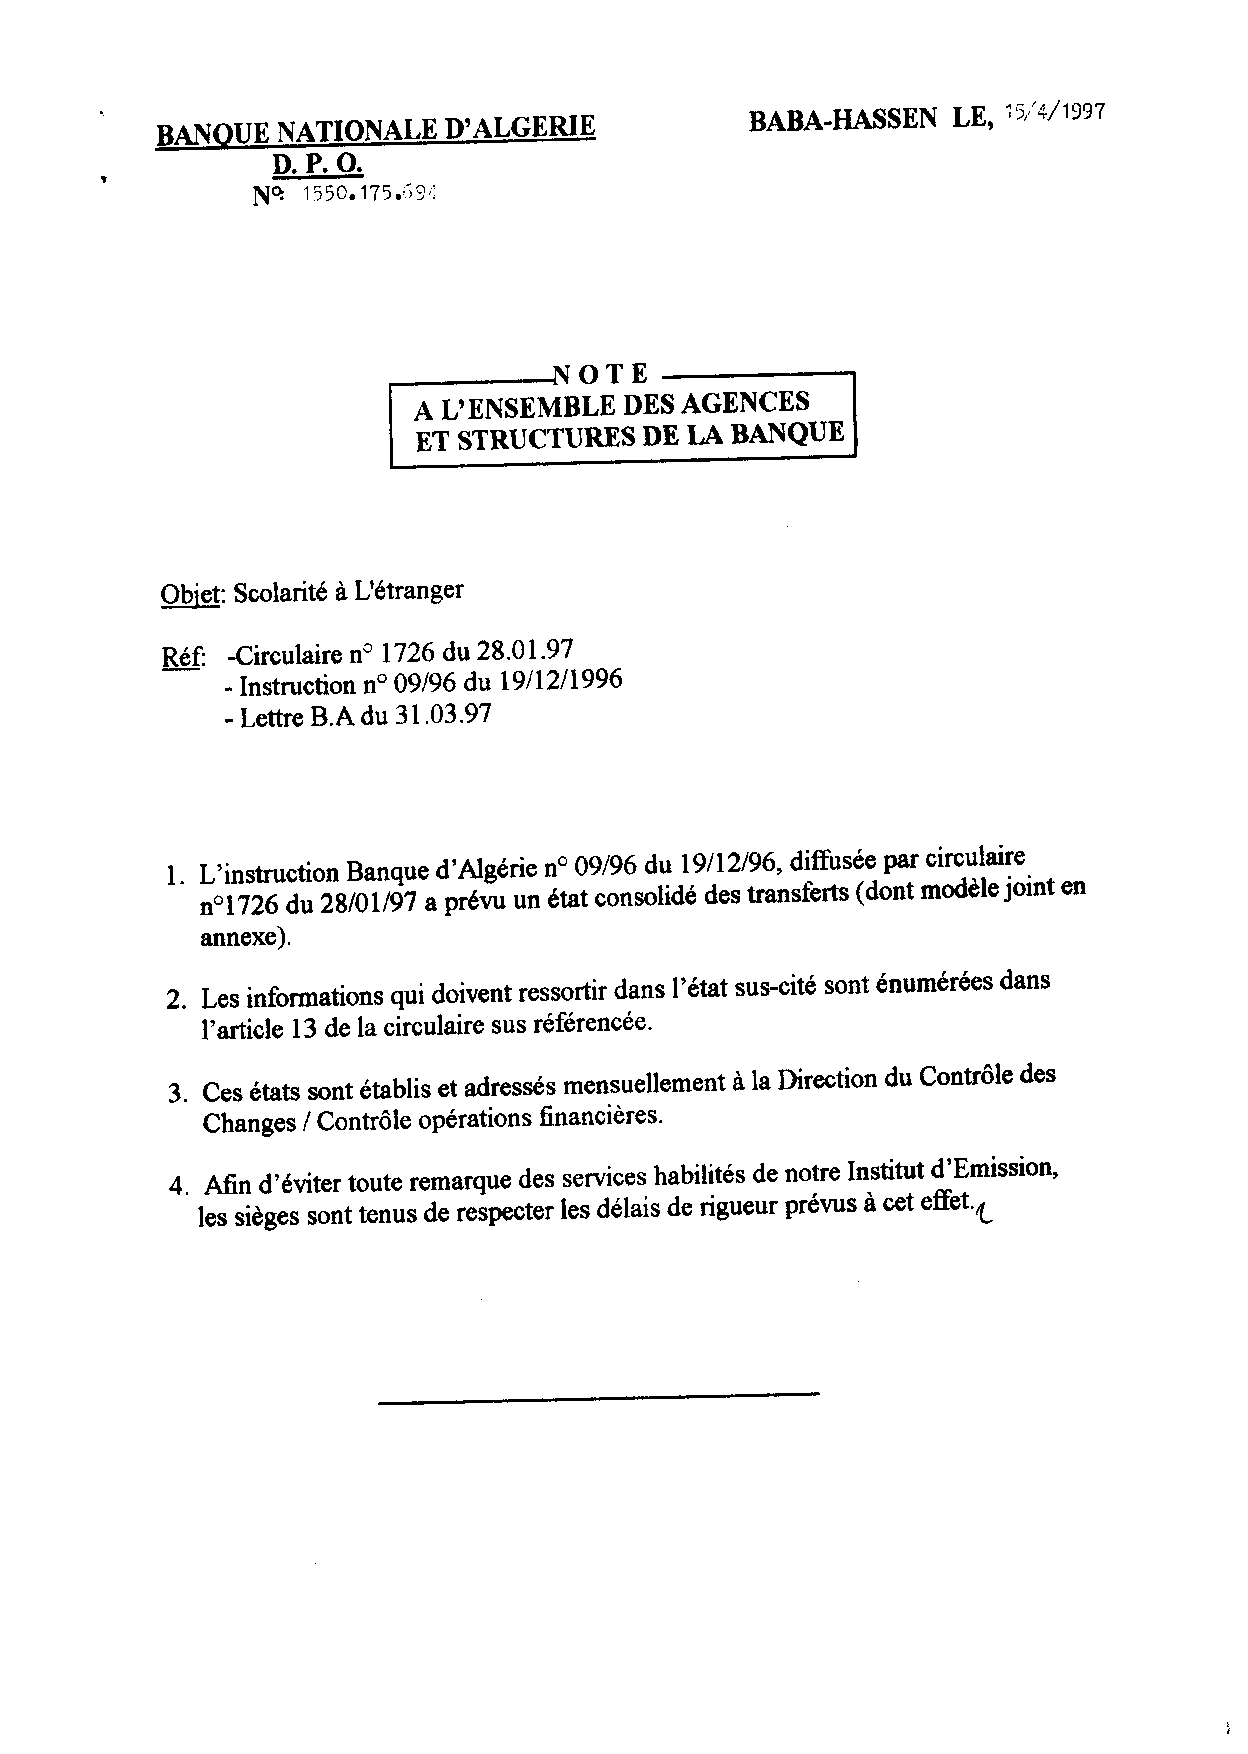 BANQUE NATIONALE D'ALGERIE
BABA-HASSEN LE, 15/4/1997
D. P. O.
Nº: 1550.175.
N O T E
A L'ENSEMBLE DES AGENCES
ET STRUCTURES DE LA BANQUE
Objet: Scolarité à L'étranger
Réf: -Circulaire n° 1726 du 28.01.97
- Instruction n° 09/96 du 19/12/1996
- Lettre B.A du 31.03.97
1. L'instruction Banque d'Algérie n° 09/96 du 19/12/96, diffusée par circulaire
n°1726 du 28/01/97 a prévu un état consolidé des transferts (dont modèle joint en
annexe).
2. Les informations qui doivent ressortir dans l'état sus-cité sont énumérées dans
l'article 13 de la circulaire sus référencée.
3. Ces états sont établis et adressés mensuellement à la Direction du Contrôle des
Changes / Contrôle opérations financières.
4. Afin d'éviter toute remarque des services habilités de notre Institut d'Emission,
les sièges sont tenus de respecter les délais de rigueur prévus à cet effet.